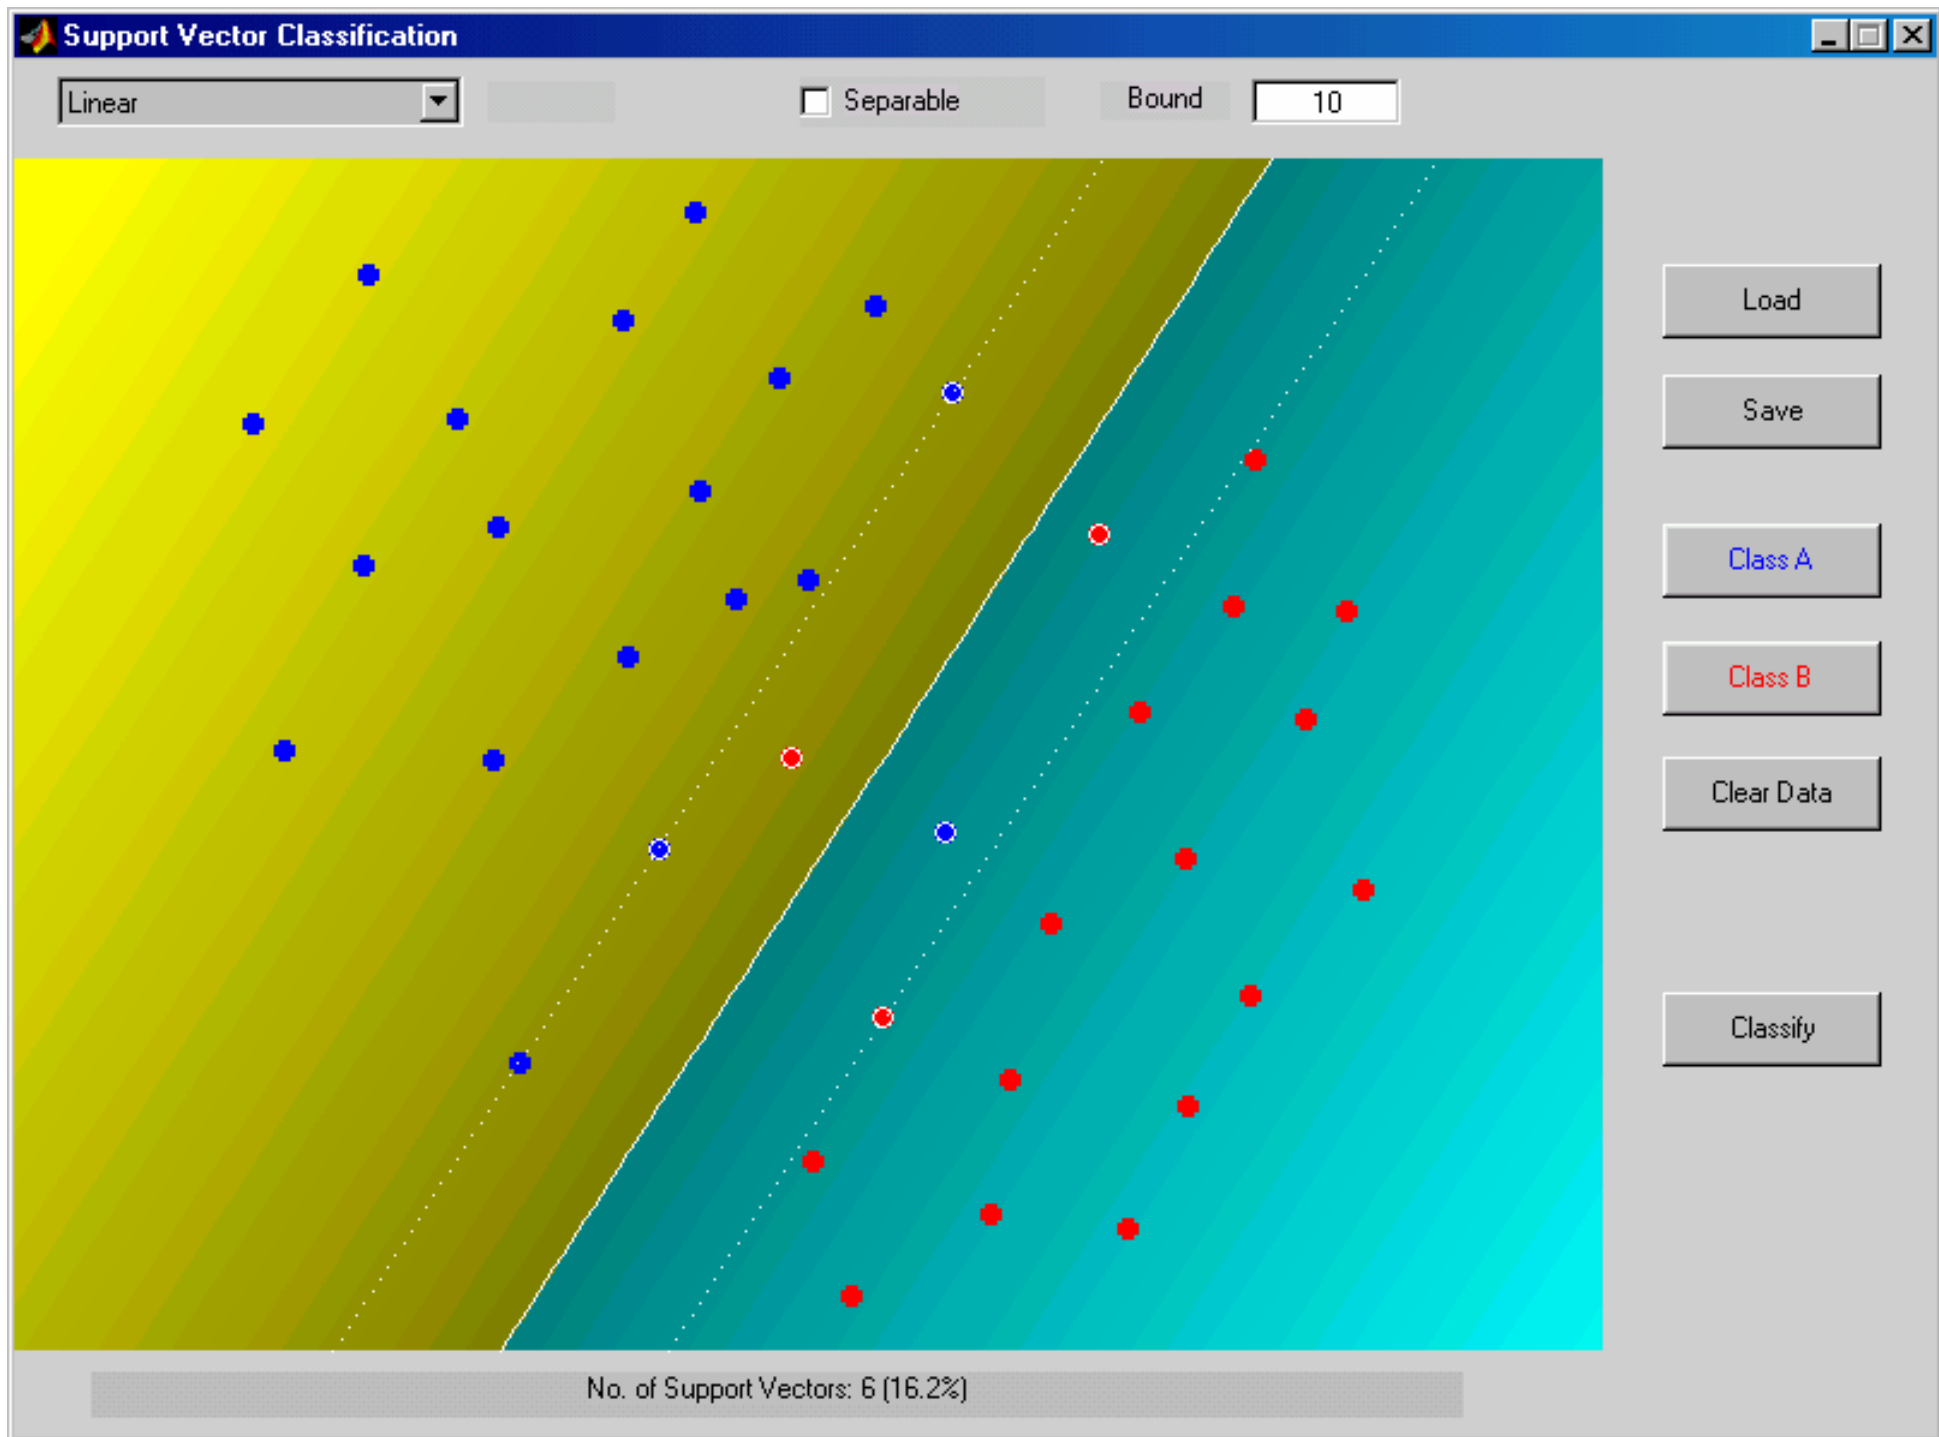 Support Vector Classification
Linear
Separable
Bound
10
Load
Save
Class A
Class B
Clear Data
Classify
No. of Support Vectors: 6 (16.2%)